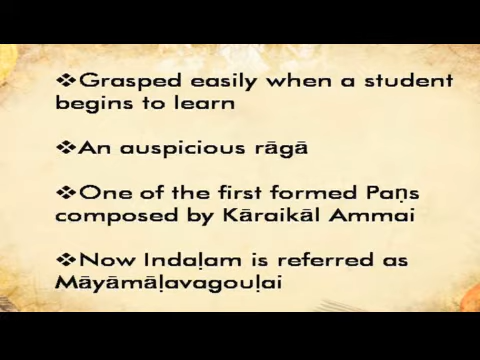 ❖Grasped easily when a student
begins to learn
❖An auspicious rāgā
❖One of the first formed Paṇs
composed by Kāraikāl Ammai
❖Now Indaḷam is referred as
Māyāmāḷavagouḷai